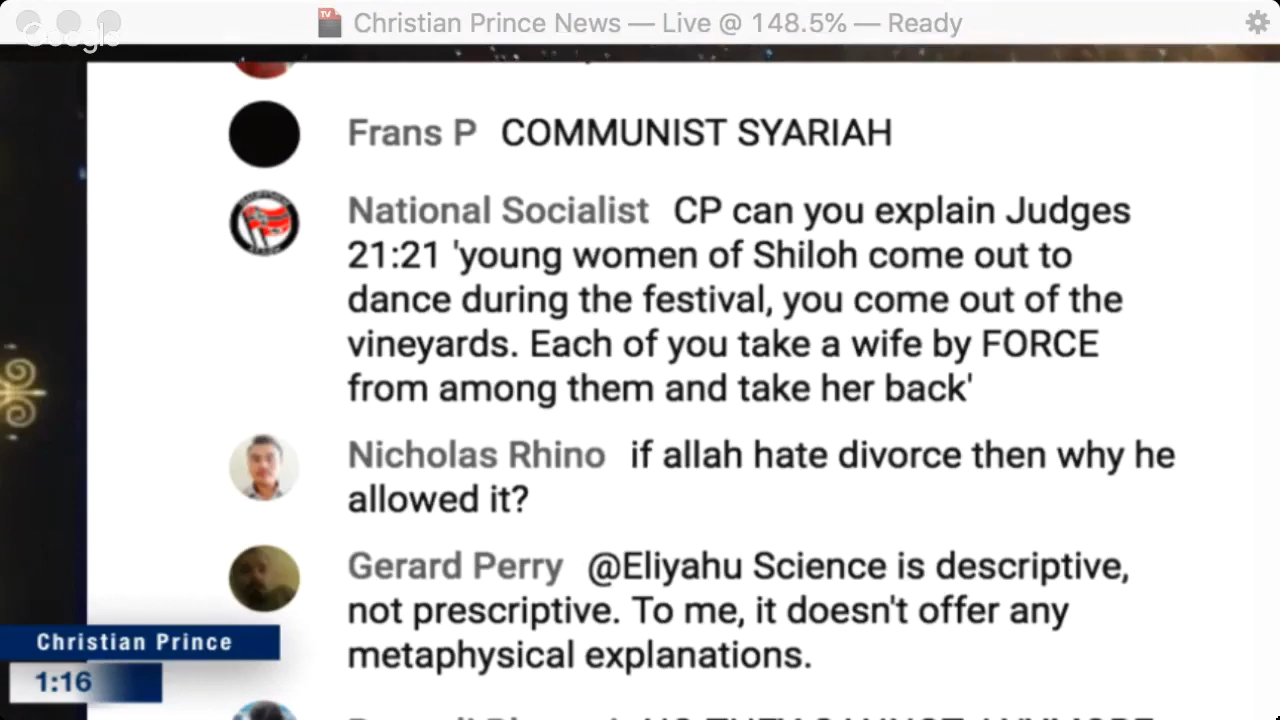 Christian Prince News — Live @ 148.5% — Ready
Google
Frans P COMMUNIST SYARIAH
National Socialist CP can you explain Judges
21:21 'young women of Shiloh come out to
dance during the festival, you come out of the
vineyards. Each of you take a wife by FORCE
from among them and take her back'
Nicholas Rhino if allah hate divorce then why he
allowed it?
Gerard Perry @Eliyahu Science is descriptive,
not prescriptive. To me, it doesn't offer any
metaphysical explanations.
Christian Prince
1:16